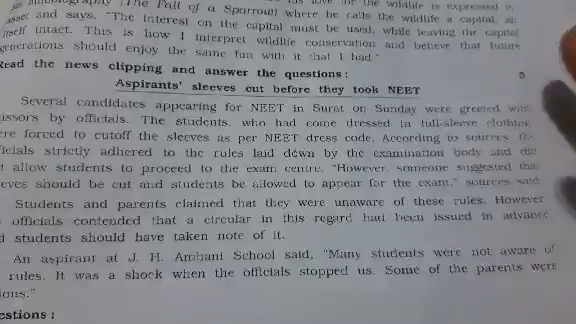 autobiography (The Fall of a Sparrow) where he calls the wildlife a capital, an
asset and says. "The interest on the capital must be used, while leaving the capital
itself intact. This is how I interpret wildlife conservation and believe that future
generations should enjoy the same fun with it that I had."
Read the news clipping and answer the questions : 5
Aspirants' sleeves cut before they took NEET
Several candidates appearing for NEET in Surat on Sunday were greeted with
issors by officials. The students, who had come dressed in full-sleeve clothing
ere forced to cutoff the sleeves as per NEET dress code. According to sources the
ficials strictly adhered to the rules laid down by the examination body and did
t allow students to proceed to the exam centre. "However, someone suggested that
eves should be cut and students be allowed to appear for the exam," sources said
Students and parents claimed that they were unaware of these rules. However
officials contended that a circular in this regard had been issued in advance
d students should have taken note of it.
An aspirant at J. H. Ambani School said, "Many students were not aware of
rules. It was a shock when the officials stopped us. Some of the parents were
ious."
estions :